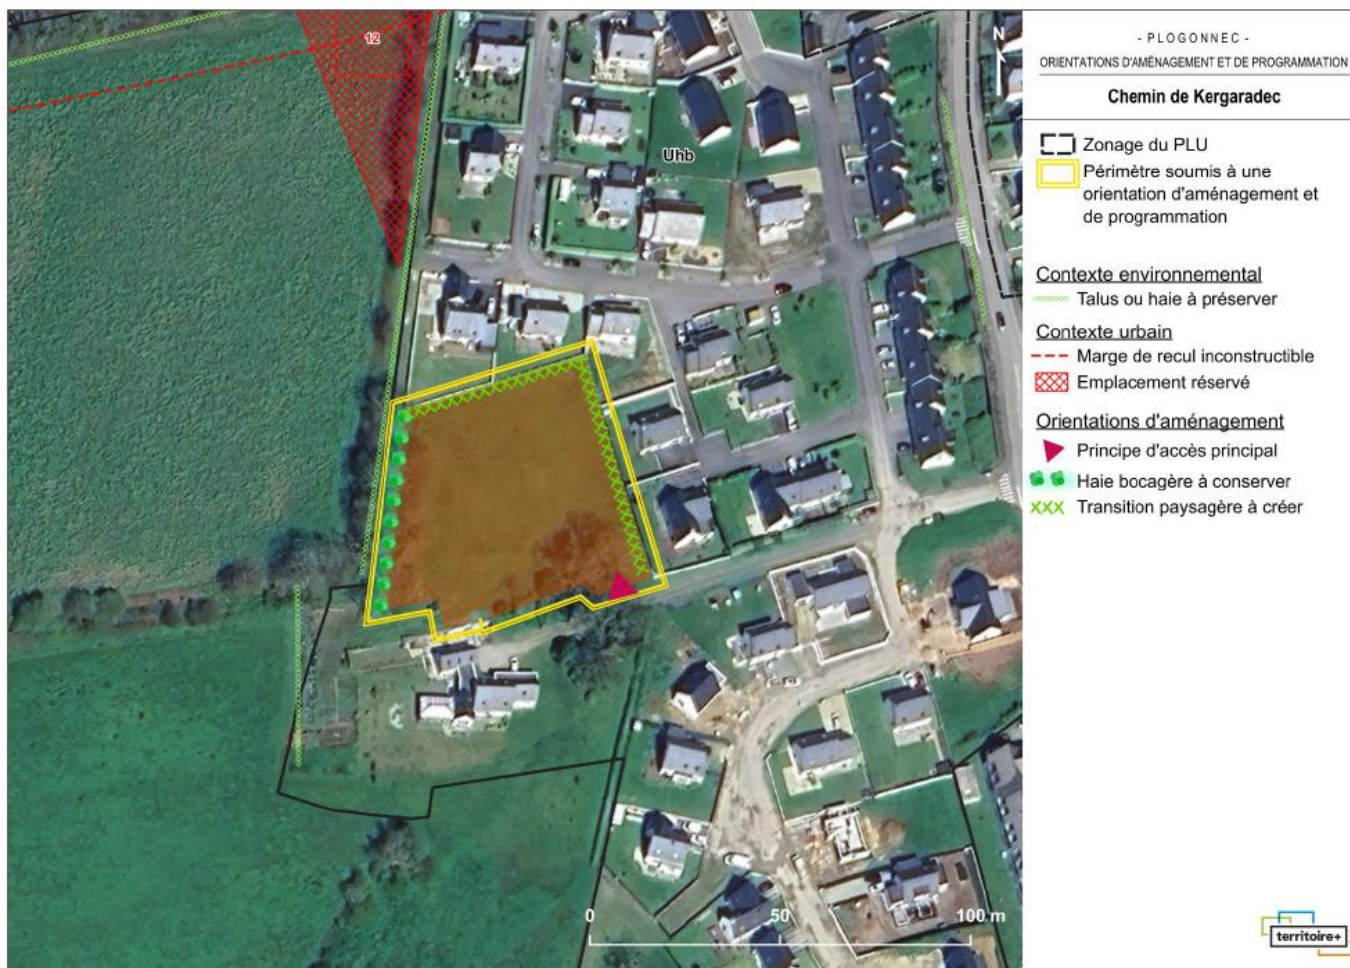 12
N
Uhb
0 50 100 m
- PLOGONNEC -
ORIENTATIONS D'AMÉNAGEMENT ET DE PROGRAMMATION
Chemin de Kergaradec
Zonage du PLU
Périmètre soumis à une
orientation d'aménagement et
de programmation
Contexte environnemental
Talus ou haie à préserver
Contexte urbain
Marge de recul inconstructible
Emplacement réservé
Orientations d'aménagement
Principe d'accès principal
Haie bocagère à conserver
Transition paysagère à créer
territoire+